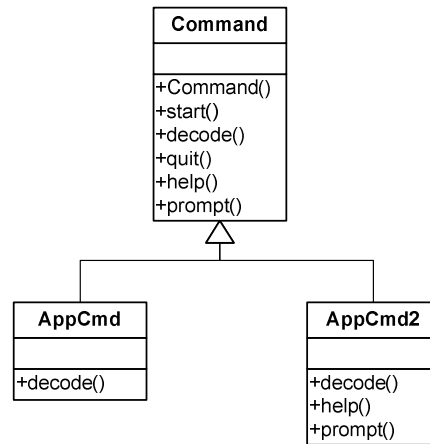 Command
+Command()
+start()
+decode()
+quit()
+help()
+prompt()
AppCmd
+decode()
AppCmd2
+decode()
+help()
+prompt()